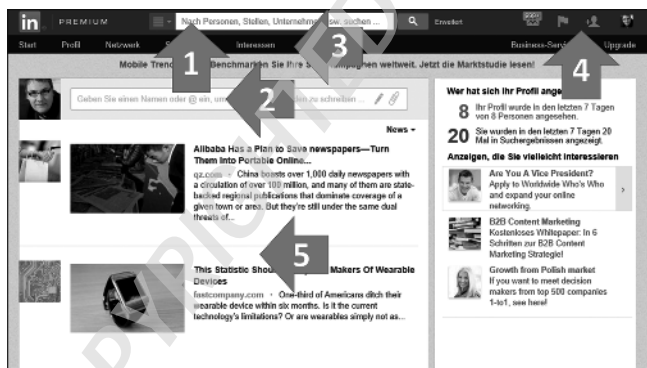 in PREMIUM Nach Personen, Stellen, Unternehmen usw. suchen ... Erweitert
Start Profil Netzwerk Interessen Business-Services Upgrade
1 3 4
Mobile Benchmarken Sie Ihre weltweit. Jetzt die Marktstudie lesen!
Geben Sie einen Namen oder @ ein, um zu schreiben ...
2
News
Alibaba Has a Plan to Save newspapers—Turn
Them Into Portable Online...
qz.com · China boasts over 1,000 daily newspapers with
a circulation of over 100 million, and many of them are state-
backed regional publications that dominate coverage of a
given town or area. But they're still under the same dual
threats of...
5
This Statistic Makers Of Wearable
Devices
fastcompany.com · One-third of Americans ditch their
wearable device within six months. Is it the current
technology's limitations? Or are wearables simply not as...
Wer hat sich Ihr Profil
8 Ihr Profil wurde in den letzten 7 Tagen
von 8 Personen angesehen.
20 Sie wurden in den letzten 7 Tagen 20
Mal in Suchergebnissen angezeigt.
Anzeigen, die Sie vielleicht interessieren
Are You A Vice President?
Apply to Worldwide Who's Who
and expand your online
networking.
B2B Content Marketing
Kostenloses Whitepaper: In 6
Schritten zur B2B Content
Marketing Strategie!
Growth from Polish market
If you want to meet decision
makers from top 500 companies
1-to1, see here!